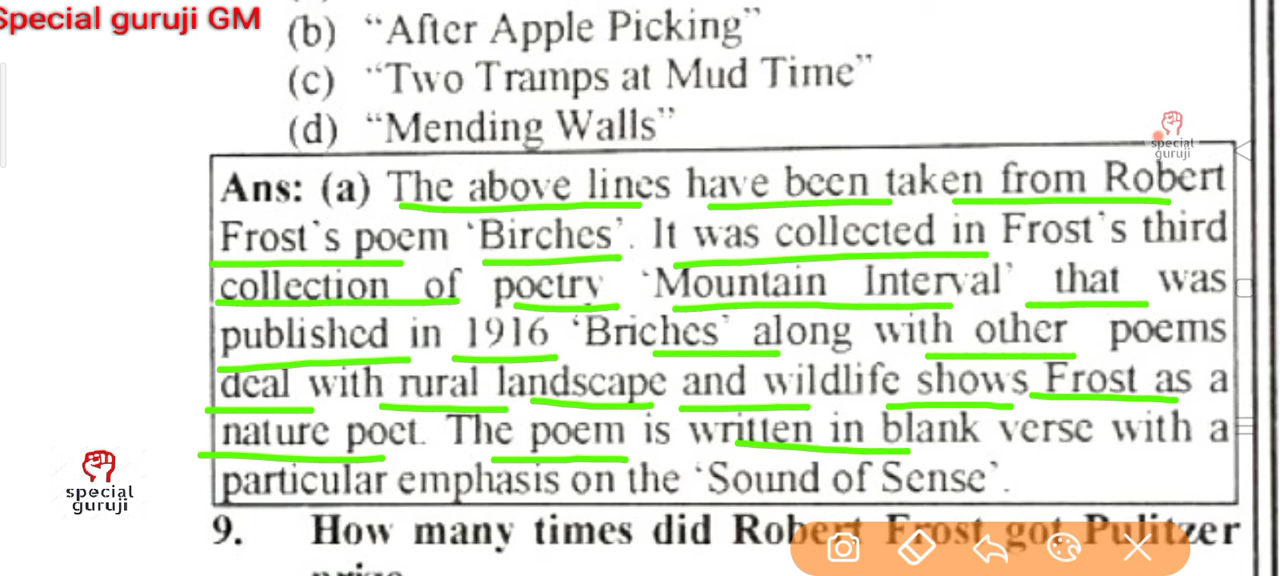 Special guruji GM
(b) “After Apple Picking”
(c) “Two Tramps at Mud Time”
(d) “Mending Walls”
special
guruji
Ans: (a) The above lines have been taken from Robert
Frost's poem ‘Birches’. It was collected in Frost's third
collection of poetry ‘Mountain Interval’ that was
published in 1916 ‘Briches’ along with other poems
deal with rural landscape and wildlife shows Frost as a
nature poet. The poem is written in blank verse with a
particular emphasis on the ‘Sound of Sense’.
special
guruji
9. How many times did Robert Frost got Pulitzer